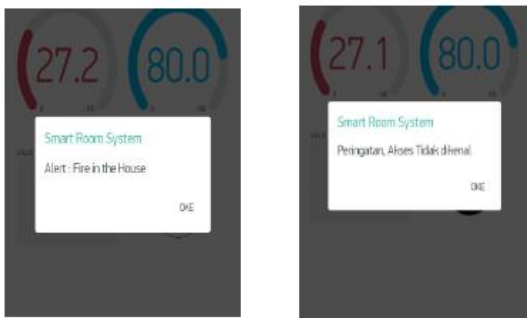 27.2
80.0
Smart Room System
Alert : Fire in the House
OKE
27.1
80.0
Smart Room System
Peringatan, Akses Tidak dikenal
OKE